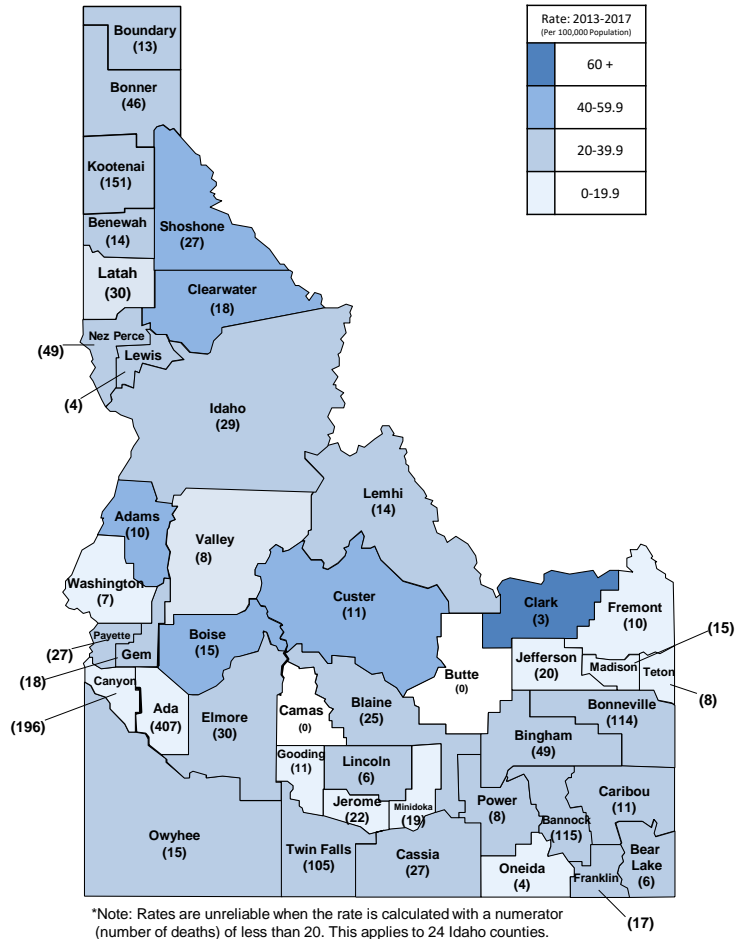 Rate: 2013-2017
(Per 100,000 Population)
60 +
40-59.9
20-39.9
0-19.9
Boundary
(13)
Bonner
(46)
Kootenai
(151)
Benewah
(14)
Shoshone
(27)
Latah
(30)
Clearwater
(18)
Nez Perce
(49)
Lewis
(4)
Idaho
(29)
Lemhi
(14)
Adams
(10)
Valley
(8)
Washington
(7)
Custer
(11)
Clark
(3)
Fremont
(10)
Payette
(27)
Gem
(18)
Boise
(15)
Butte
(0)
Jefferson
(20)
Madison
(15)
Teton
(8)
Canyon
(196)
Ada
(407)
Elmore
(30)
Camas
(0)
Blaine
(25)
Bonneville
(114)
Bingham
(49)
Gooding
(11)
Lincoln
(6)
Jerome
(22)
Minidoka
(19)
Power
(8)
Bannock
(115)
Caribou
(11)
Owyhee
(15)
Twin Falls
(105)
Cassia
(27)
Oneida
(4)
Franklin
(17)
Bear
Lake
(6)
*Note: Rates are unreliable when the rate is calculated with a numerator
(number of deaths) of less than 20. This applies to 24 Idaho counties.